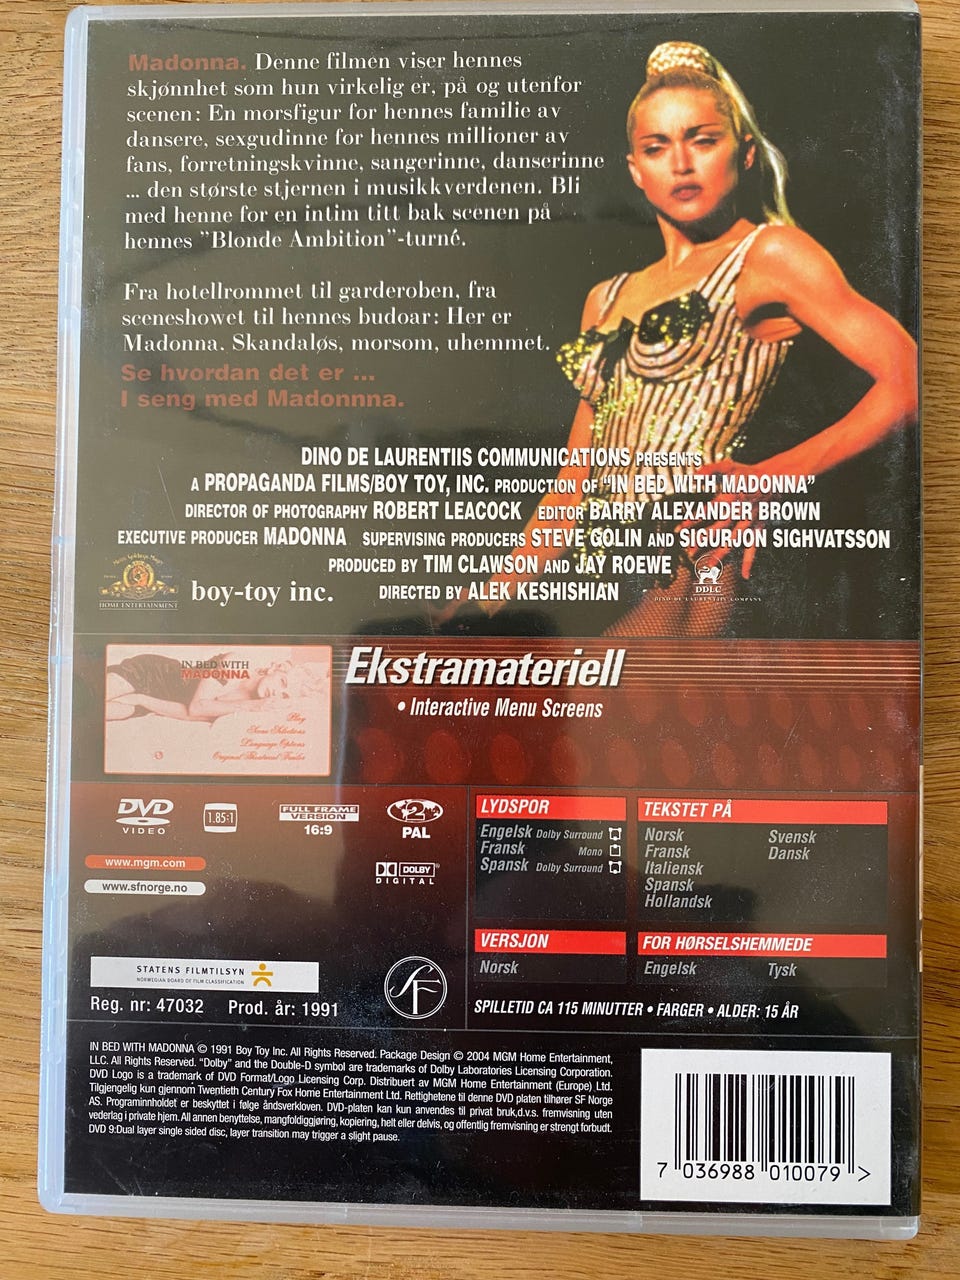 Madonna. Denne filmen viser hennes
skjønnhet som hun virkelig er, på og utenfor
scenen: En morsfigur for hennes familie av
dansere, sexgudinne for hennes millioner av
fans, forretningskvinne, sangerinne, danserinne
... den største stjernen i musikkverdenen. Bli
med henne for en intim titt bak scenen på
hennes ”Blonde Ambition”-turné.
Fra hotellrommet til garderoben, fra
sceneshowet til hennes budoar: Her er
Madonna. Skandaløs, morsom, uhemmet.
Se hvordan det er ...
I seng med Madonnna.
DINO DE LAURENTIIS COMMUNICATIONS PRESENTS
A PROPAGANDA FILMS/BOY TOY, INC. PRODUCTION OF “IN BED WITH MADONNA”
DIRECTOR OF PHOTOGRAPHY ROBERT LEACOCK EDITOR BARRY ALEXANDER BROWN
EXECUTIVE PRODUCER MADONNA SUPERVISING PRODUCERS STEVE GOLIN AND SIGURJON SIGHVATSSON
PRODUCED BY TIM CLAWSON AND JAY ROEWE
HOME ENTERTAINMENT
boy-toy inc.
DIRECTED BY ALEK KESHISHIAN
DDLC
DINO DE LAURENTIIS COMPANY
IN BED WITH
MADONNA
Play
Scene Selections
Language Options
Original Theatrical Trailer
Ekstramateriell
• Interactive Menu Screens
DVD
VIDEO
1.85:1
FULL FRAME
VERSION
16:9
2
PAL
www.mgm.com
www.sfnorge.no
DOLBY
DIGITAL
LYDSPOR
Engelsk Dolby Surround
Fransk Mono
Spansk Dolby Surround
TEKSTET PÅ
Norsk Svensk
Fransk Dansk
Italiensk
Spansk
Hollandsk
VERSJON
Norsk
FOR HØRSELSHEMMEDE
Engelsk Tysk
STATENS FILMTILSYN
NORWEGIAN BOARD OF FILM CLASSIFICATION
Reg. nr: 47032 Prod. år: 1991
SF
SPILLETID CA 115 MINUTTER • FARGER • ALDER: 15 ÅR
IN BED WITH MADONNA © 1991 Boy Toy Inc. All Rights Reserved. Package Design © 2004 MGM Home Entertainment,
LLC. All Rights Reserved. “Dolby” and the Double-D symbol are trademarks of Dolby Laboratories Licensing Corporation.
DVD Logo is a trademark of DVD Format/Logo Licensing Corp. Distribuert av MGM Home Entertainment (Europe) Ltd.
Tilgjengelig kun gjennom Twentieth Century Fox Home Entertainment Ltd. Rettighetene til denne DVD platen tilhører SF Norge
AS. Programinnholdet er beskyttet i følge åndsverkloven. DVD-platen kan kun anvendes til privat bruk,d.v.s. fremvisning uten
vederlag i private hjem. All annen benyttelse, mangfoldiggjøring, kopiering, helt eller delvis, og offentlig fremvisning er strengt forbudt.
DVD 9:Dual layer single sided disc, layer transition may trigger a slight pause.
7 036988 010079 >